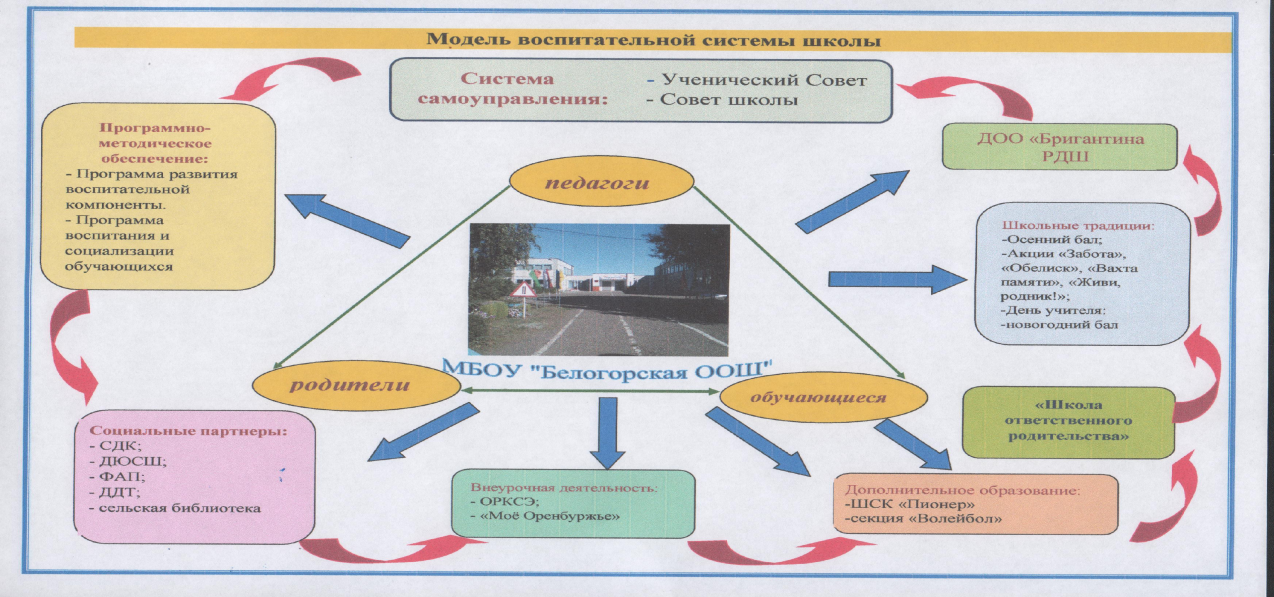 Модель воспитательной системы школы
Система самоуправления:
- Ученический Совет
- Совет школы
Программно-
методическое
обеспечение:
- Программа развития
воспитательной
компоненты.
- Программа
воспитания и
социализации
обучающихся
педагоги
ДОО «Бригантина
РДШ
Школьные традиции:
-Осенний бал;
-Акции «Забота»,
«Обелиск», «Вахта
памяти», «Живи,
родник!»;
-День учителя:
-новогодний бал
МБОУ "Белогорская ООШ"
родители
обучающиеся
«Школа
ответственного
родительства»
Социальные партнеры:
- СДК;
- ДЮСШ;
- ФАП;
- ДДТ;
- сельская библиотека
Внеурочная деятельность:
- ОРКСЭ;
- «Моё Оренбуржье»
Дополнительное образование:
-ШСК «Пионер»
-секция «Волейбол»